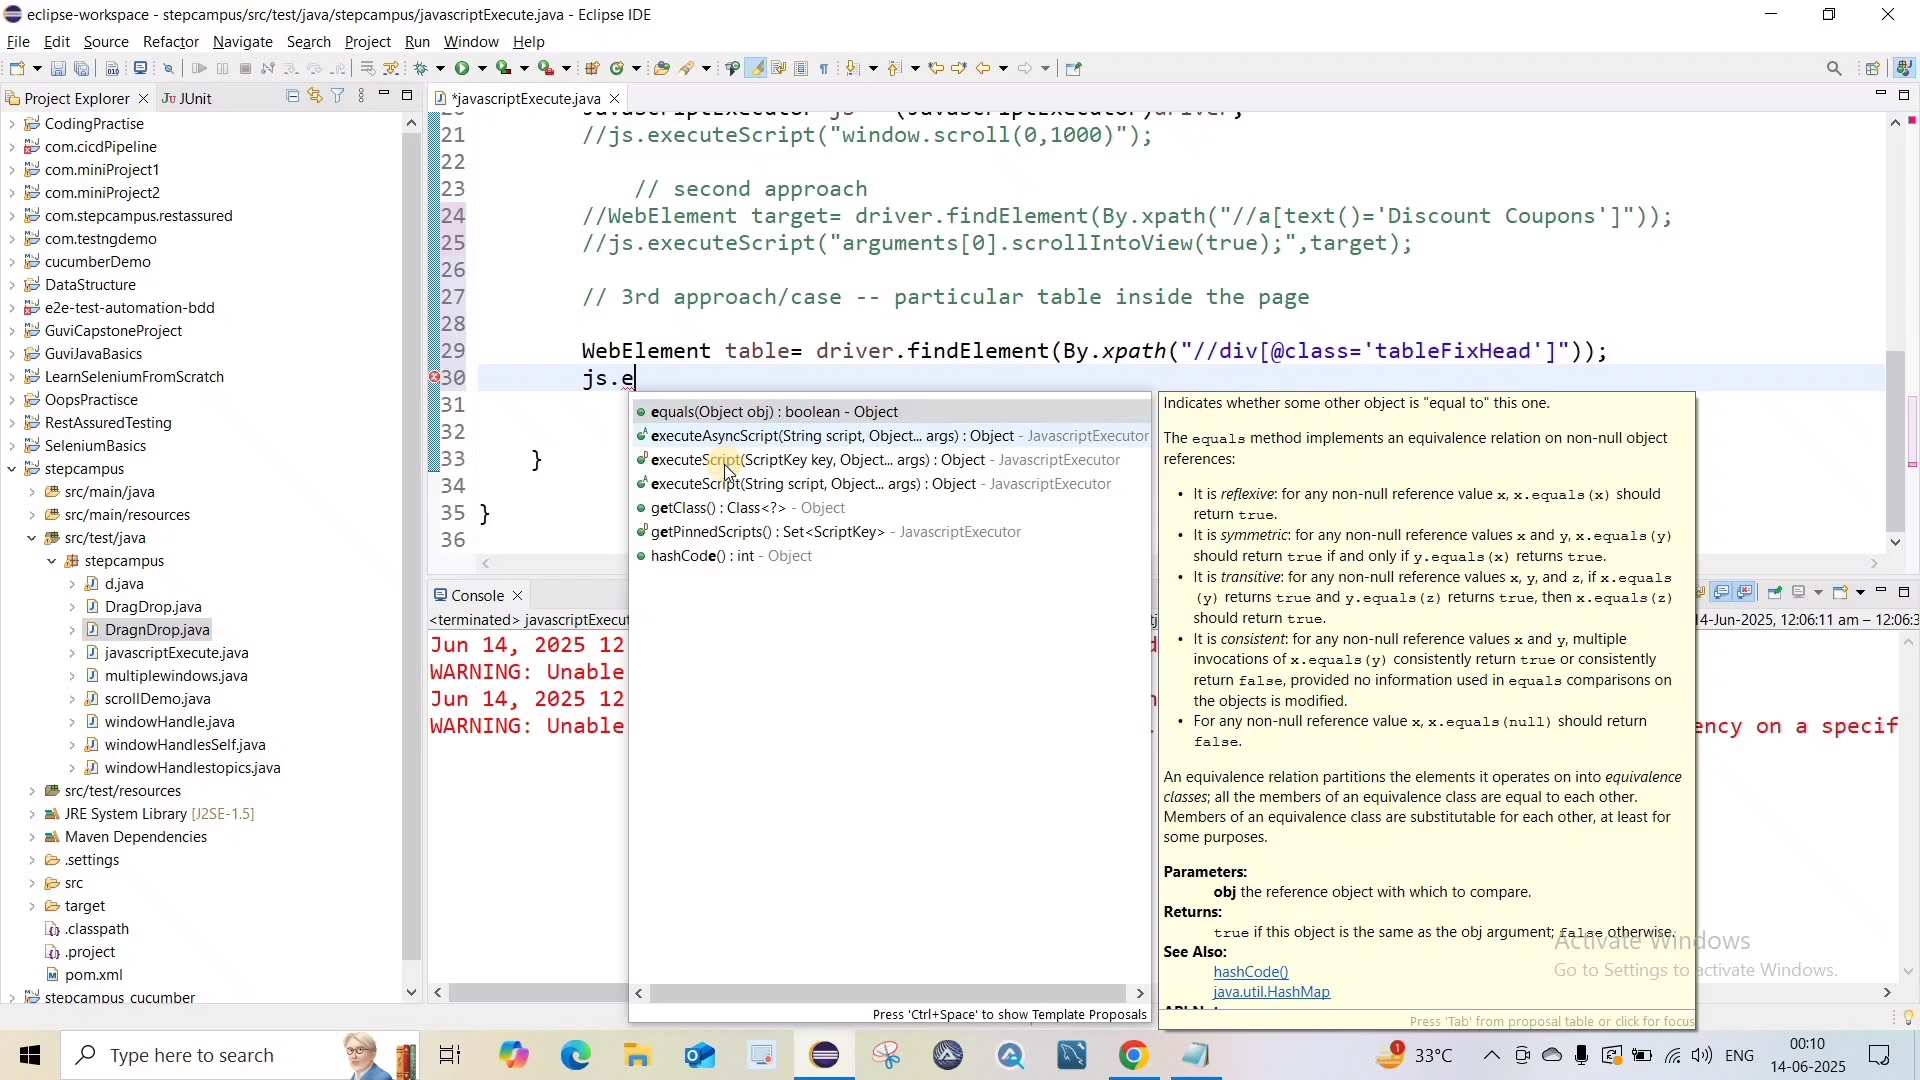 eclipse-workspace - stepcampus/src/test/java/stepcampus/javascriptExecute.java - Eclipse IDE
File Edit Source Refactor Navigate Search Project Run Window Help
Project Explorer JUnit
CodingPractise
com.cicdPipeline
com.miniProject1
com.miniProject2
com.stepcampus.restassured
com.testngdemo
cucumberDemo
DataStructure
e2e-test-automation-bdd
GuviCapstoneProject
GuviJavaBasics
LearnSeleniumFromScratch
OopsPractisce
RestAssuredTesting
SeleniumBasics
stepcampus
src/main/java
src/main/resources
src/test/java
stepcampus
d.java
DragDrop.java
DragnDrop.java
javascriptExecute.java
multiplewindows.java
scrollDemo.java
windowHandle.java
windowHandlesSelf.java
windowHandlestopics.java
src/test/resources
JRE System Library [J2SE-1.5]
Maven Dependencies
.settings
src
target
.classpath
.project
pom.xml
stepcampus cucumber
*javascriptExecute.java
21 //js.executeScript("window.scroll(0,1000)");
22
23 // second approach
24 //WebElement target= driver.findElement(By.xpath("//a[text()='Discount Coupons']"));
25 //js.executeScript("arguments[0].scrollIntoView(true);",target);
26
27 // 3rd approach/case -- particular table inside the page
28
29 WebElement table= driver.findElement(By.xpath("//div[@class='tableFixHead']"));
30 js.e
31
32
33 }
34
35 }
36
equals(Object obj) : boolean - Object
executeAsyncScript(String script, Object... args) : Object - JavascriptExecutor
executeScript(ScriptKey key, Object... args) : Object - JavascriptExecutor
executeScript(String script, Object... args) : Object - JavascriptExecutor
getClass() : Class<?> - Object
getPinnedScripts() : Set<ScriptKey> - JavascriptExecutor
hashCode() : int - Object
Press 'Ctrl+Space' to show Template Proposals
Indicates whether some other object is "equal to" this one.
The equals method implements an equivalence relation on non-null object
references:
• It is reflexive: for any non-null reference value x, x.equals(x) should
return true.
• It is symmetric: for any non-null reference values x and y, x.equals(y)
should return true if and only if y.equals(x) returns true.
• It is transitive: for any non-null reference values x, y, and z, if x.equals
(y) returns true and y.equals(z) returns true, then x.equals(z)
should return true.
• It is consistent: for any non-null reference values x and y, multiple
invocations of x.equals(y) consistently return true or consistently
return false, provided no information used in equals comparisons on
the objects is modified.
• For any non-null reference value x, x.equals(null) should return
false.
An equivalence relation partitions the elements it operates on into equivalence
classes; all the members of an equivalence class are equal to each other.
Members of an equivalence class are substitutable for each other, at least for
some purposes.
Parameters:
obj the reference object with which to compare.
Returns:
true if this object is the same as the obj argument; false otherwise.
See Also:
hashCode()
java.util.HashMap
Press 'Tab' from proposal table or click for focus
Console
<terminated> javascriptExecut
14-Jun-2025, 12:06:11 am – 12:06:3
Jun 14, 2025 12
WARNING: Unable
Jun 14, 2025 12
WARNING: Unable
ency on a specif
Activate Windows
Go to Settings to activate Windows.
Type here to search
1
33°C
ENG
00:10
14-06-2025